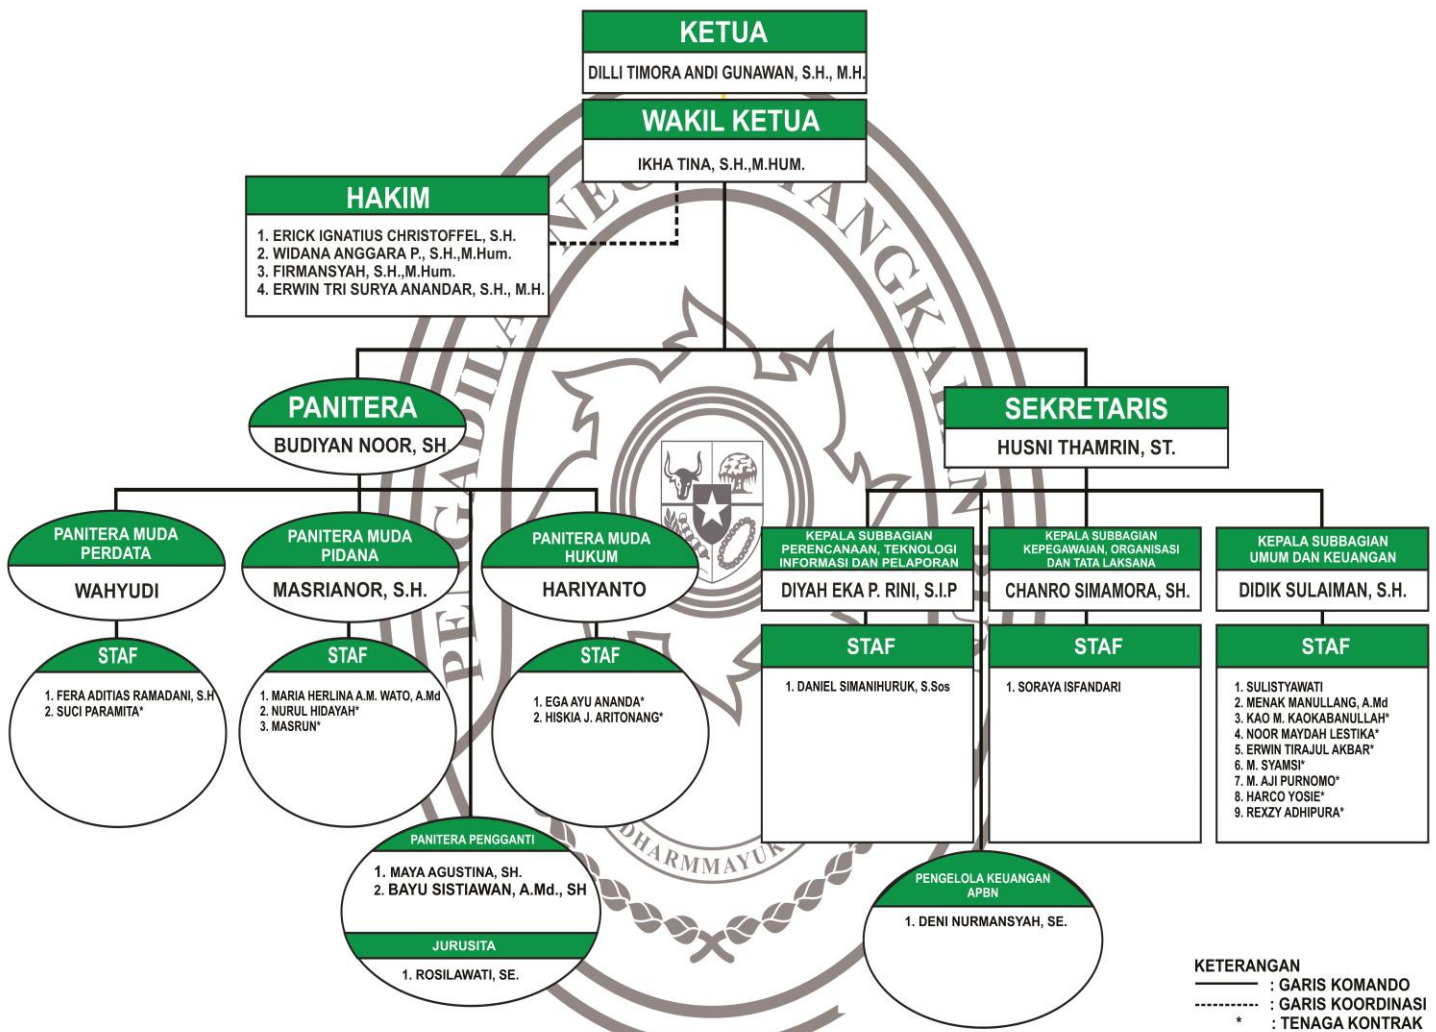 KETUA
DILLI TIMORA ANDI GUNAWAN, S.H., M.H.
WAKIL KETUA
IKHA TINA, S.H.,M.HUM.
HAKIM
1. ERICK IGNATIUS CHRISTOFFEL, S.H.
2. WIDANA ANGGARA P., S.H.,M.Hum.
3. FIRMANSYAH, S.H.,M.Hum.
4. ERWIN TRI SURYA ANANDAR, S.H., M.H.
PANITERA
BUDIYAN NOOR, SH
SEKRETARIS
HUSNI THAMRIN, ST.
PANITERA MUDA
PERDATA
WAHYUDI
PANITERA MUDA
PIDANA
MASRIANOR, S.H.
PANITERA MUDA
HUKUM
HARIYANTO
KEPALA SUBBAGIAN
PERENCANAAN, TEKNOLOGI
INFORMASI DAN PELAPORAN
DIYAH EKA P. RINI, S.I.P
KEPALA SUBBAGIAN
KEPEGAWAIAN, ORGANISASI
DAN TATA LAKSANA
CHANRO SIMAMORA, SH.
KEPALA SUBBAGIAN
UMUM DAN KEUANGAN
DIDIK SULAIMAN, S.H.
STAF
1. FERA ADITIAS RAMADANI, S.H
2. SUCI PARAMITA*
STAF
1. MARIA HERLINA A.M. WATO, A.Md
2. NURUL HIDAYAH*
3. MASRUN*
STAF
1. EGA AYU ANANDA*
2. HISKIA J. ARITONANG*
STAF
1. DANIEL SIMANIHURUK, S.Sos
STAF
1. SORAYA ISFANDARI
STAF
1. SULISTYAWATI
2. MENAK MANULLANG, A.Md
3. KAO M. KAOKABANULLAH*
4. NOOR MAYDAH LESTIKA*
5. ERWIN TIRAJUL AKBAR*
6. M. SYAMSI*
7. M. AJI PURNOMO*
8. HARCO YOSIE*
9. REXZY ADHIPURA*
PANITERA PENGGANTI
1. MAYA AGUSTINA, SH.
2. BAYU SISTIAWAN, A.Md., SH
JURUSITA
1. ROSILAWATI, SE.
PENGELOLA KEUANGAN
APBN
1. DENI NURMANSYAH, SE.
KETERANGAN
: GARIS KOMANDO
: GARIS KOORDINASI
* : TENAGA KONTRAK